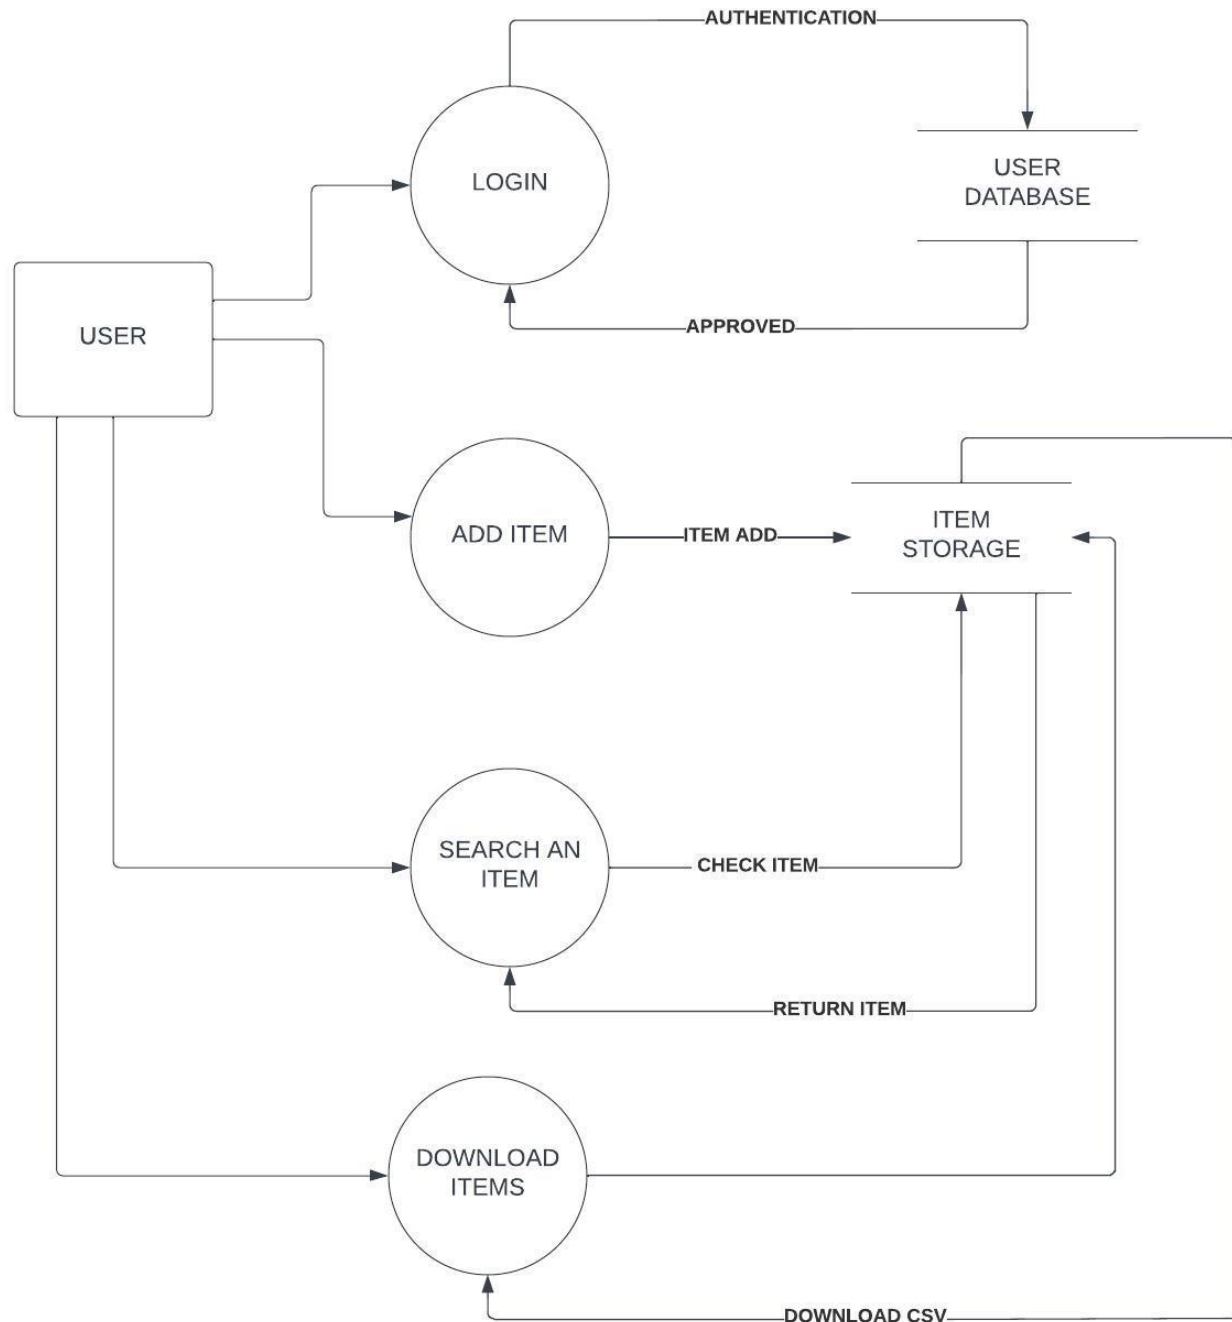 AUTHENTICATION
LOGIN
USER
DATABASE
USER
APPROVED
ADD ITEM
ITEM ADD
ITEM
STORAGE
SEARCH AN
ITEM
CHECK ITEM
RETURN ITEM
DOWNLOAD
ITEMS
DOWNLOAD CSV